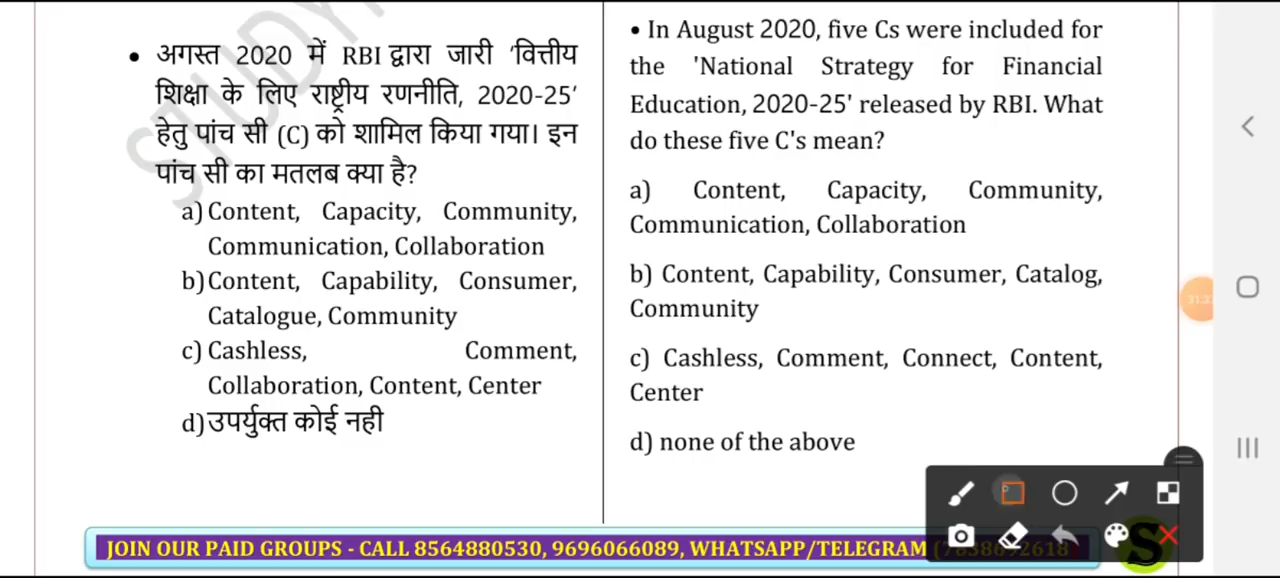 • अगस्त 2020 में RBI द्वारा जारी 'वित्तीय
शिक्षा के लिए राष्ट्रीय रणनीति, 2020-25'
हेतु पांच सी (C) को शामिल किया गया। इन
पांच सी का मतलब क्या है?
a) Content, Capacity, Community,
Communication, Collaboration
b) Content, Capability, Consumer,
Catalogue, Community
c) Cashless, Comment,
Collaboration, Content, Center
d) उपर्युक्त कोई नही
• In August 2020, five Cs were included for
the 'National Strategy for Financial
Education, 2020-25' released by RBI. What
do these five C's mean?
a) Content, Capacity, Community,
Communication, Collaboration
b) Content, Capability, Consumer, Catalog,
Community
c) Cashless, Comment, Connect, Content,
Center
d) none of the above
JOIN OUR PAID GROUPS - CALL 8564880530, 9696066089, WHATSAPP/TELEGRAM